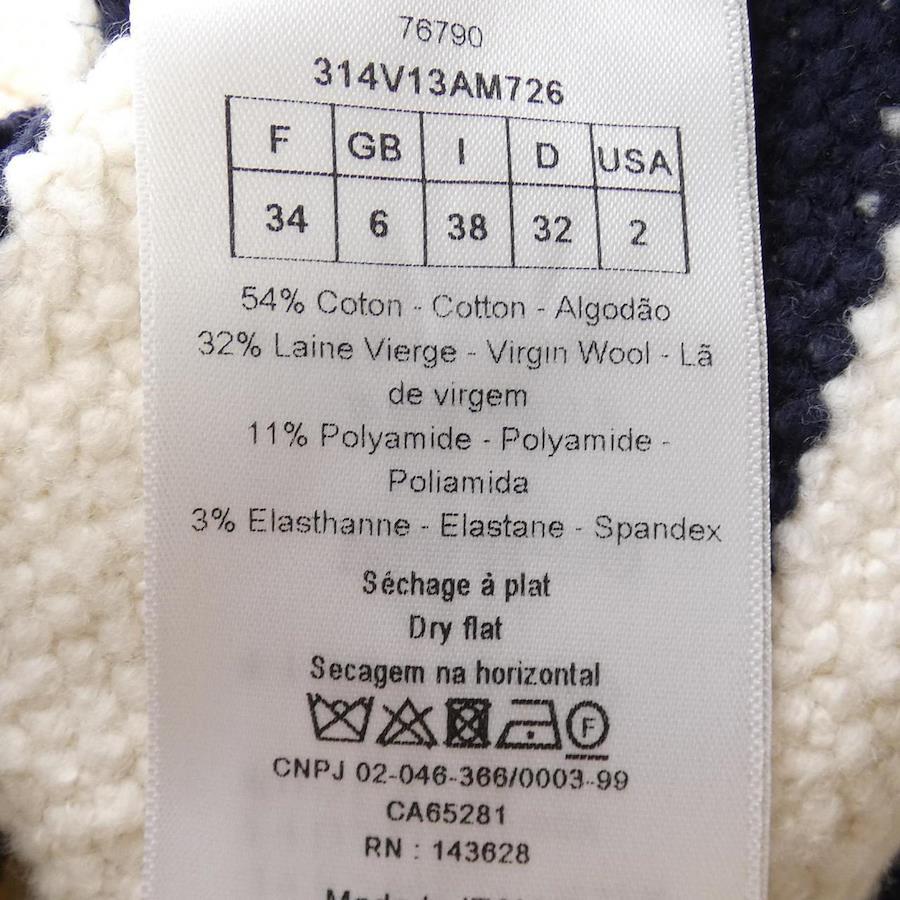 76790
314V13AM726
F GB I D USA
34 6 38 32 2
54% Coton - Cotton - Algodão
32% Laine Vierge - Virgin Wool - Lã
de virgem
11% Polyamide - Polyamide -
Poliamida
3% Elasthanne - Elastane - Spandex
Séchage à plat
Dry flat
Secagem na horizontal
F
CNPJ 02-046-366/0003-99
CA65281
RN : 143628
Made